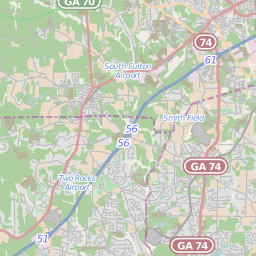 GA 70
74
61
South Fulton
Airport
Smith Field
56
56
GA 74
Two Rocks
Airport
51
GA 74